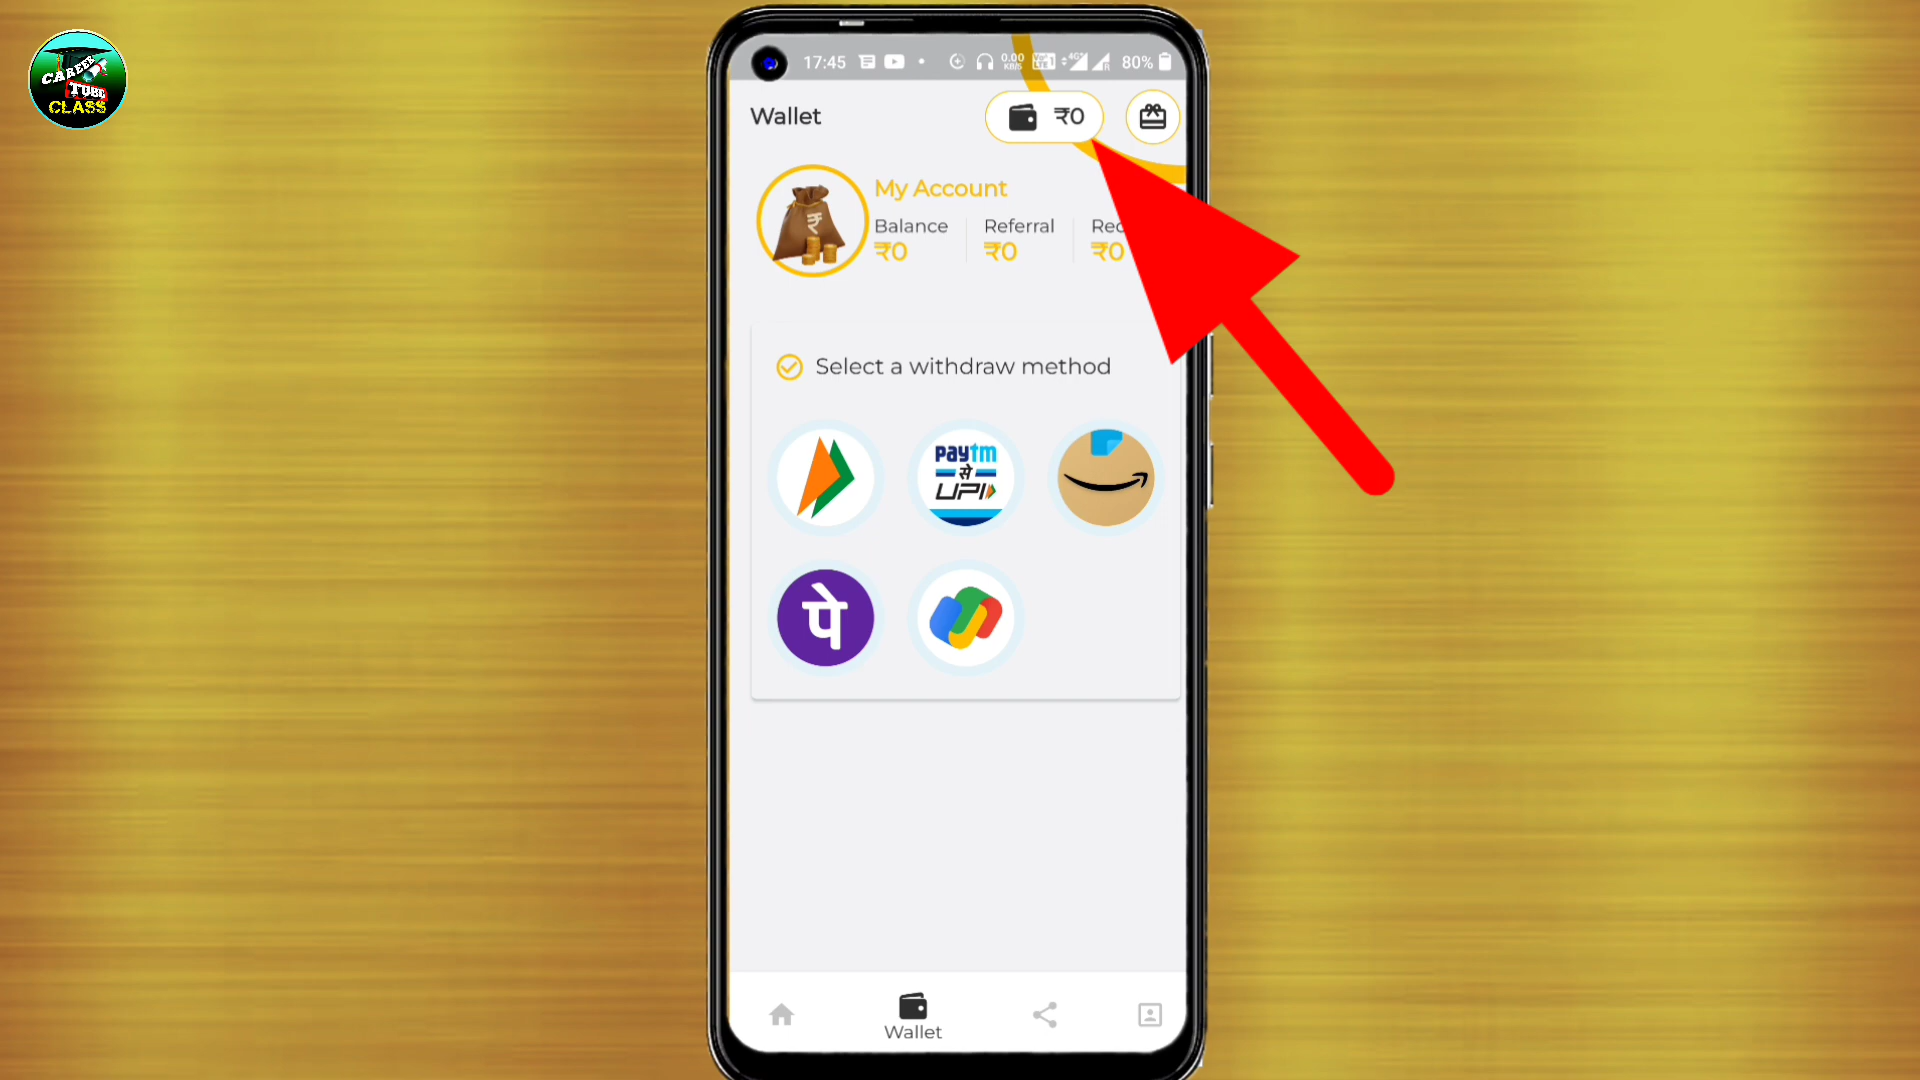 CAREER
TUBE
CLASS
17:45
0.00
KB/S
4G
R
80%
Wallet
₹0
My Account
Balance
Referral
₹0
₹0
₹0
Select a withdraw method
paytm
से
UPI
पे
Wallet